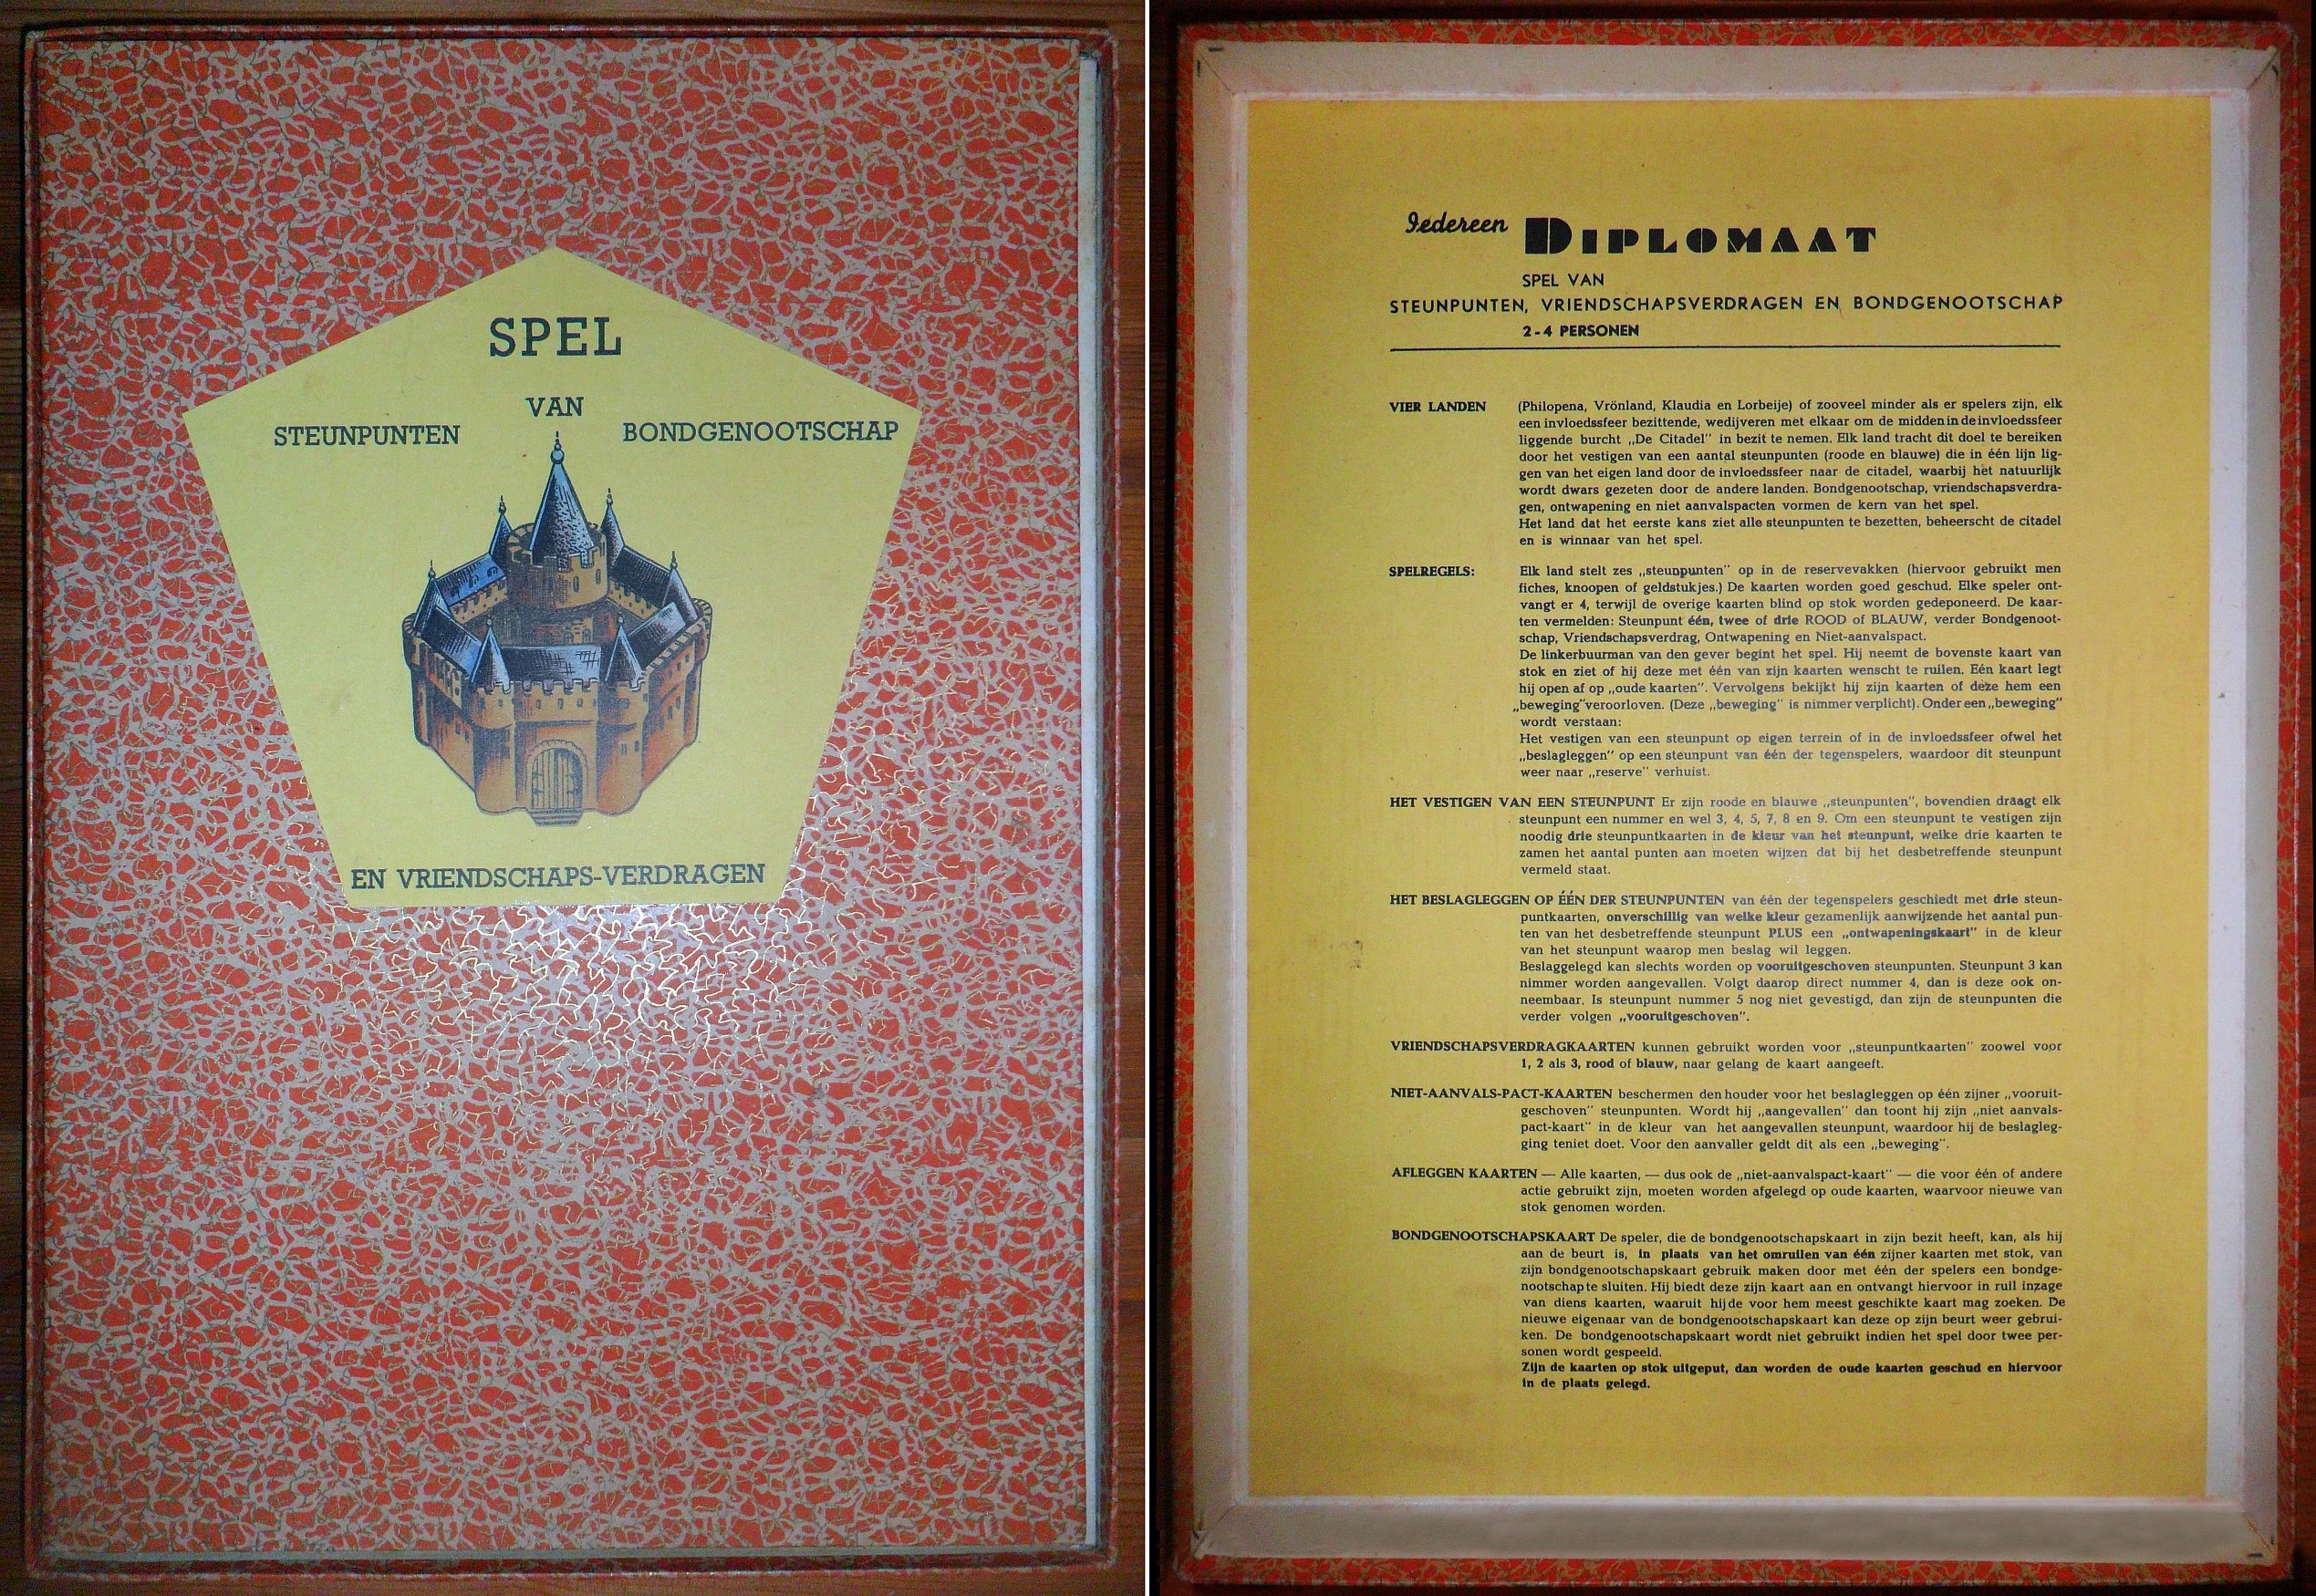 SPEL
VAN
STEUNPUNTEN BONDGENOOTSCHAP
EN VRIENDSCHAPS-VERDRAGEN
Iedereen DIPLOMAAT
SPEL VAN
STEUNPUNTEN, VRIENDSCHAPSVERDRAGEN EN BONDGENOOTSCHAP
2-4 PERSONEN
VIER LANDEN (Philopena, Vrönland, Klaudia en Lorbeije) of zooveel minder als er spelers zijn, elk
een invloedssfeer bezittende, wedijveren met elkaar om de midden in de invloedssfeer
liggende burcht „De Citadel" in bezit te nemen. Elk land tracht dit doel te bereiken
door het vestigen van een aantal steunpunten (roode en blauwe) die in één lijn lig-
gen van het eigen land door de invloedssfeer naar de citadel, waarbij het natuurlijk
wordt dwars gezeten door de andere landen. Bondgenootschap, vriendschapsverdra-
gen, ontwapening en niet aanvalspacten vormen de kern van het spel.
Het land dat het eerste kans ziet alle steunpunten te bezetten, beheerscht de citadel
en is winnaar van het spel.
SPELREGELS: Elk land stelt zes „steunpunten" op in de reservevakken (hiervoor gebruikt men
fiches, knoopen of geldstukjes.) De kaarten worden goed geschud. Elke speler ont-
vangt er 4, terwijl de overige kaarten blind op stok worden gedeponeerd. De kaar-
ten vermelden: Steunpunt één, twee of drie ROOD of BLAUW, verder Bondgenoot-
schap, Vriendschapsverdrag, Ontwapening en Niet-aanvalspact.
De linkerbuurman van den gever begint het spel. Hij neemt de bovenste kaart van
stok en ziet of hij deze met één van zijn kaarten wenscht te ruilen. Eén kaart legt
hij open af op „oude kaarten". Vervolgens bekijkt hij zijn kaarten of deze hem een
„beweging" veroorloven. (Deze „beweging" is nimmer verplicht). Onder een „beweging"
wordt verstaan:
Het vestigen van een steunpunt op eigen terrein of in de invloedssfeer ofwel het
„beslagleggen" op een steunpunt van één der tegenspelers, waardoor dit steunpunt
weer naar „reserve" verhuist.
HET VESTIGEN VAN EEN STEUNPUNT Er zijn roode en blauwe „steunpunten", bovendien draagt elk
steunpunt een nummer en wel 3, 4, 5, 7, 8 en 9. Om een steunpunt te vestigen zijn
noodig drie steunpuntkaarten in de kleur van het steunpunt, welke drie kaarten te
zamen het aantal punten aan moeten wijzen dat bij het desbetreffende steunpunt
vermeld staat.
HET BESLAGLEGGEN OP ÉÉN DER STEUNPUNTEN van één der tegenspelers geschiedt met drie steun-
puntkaarten, onverschillig van welke kleur gezamenlijk aanwijzende het aantal pun-
ten van het desbetreffende steunpunt PLUS een „ontwapeningskaart" in de kleur
van het steunpunt waarop men beslag wil leggen.
Beslaggelegd kan slechts worden op vooruitgeschoven steunpunten. Steunpunt 3 kan
nimmer worden aangevallen. Volgt daarop direct nummer 4, dan is deze ook on-
neembaar. Is steunpunt nummer 5 nog niet gevestigd, dan zijn de steunpunten die
verder volgen „vooruitgeschoven".
VRIENDSCHAPSVERDRAGKAARTEN kunnen gebruikt worden voor „steunpuntkaarten" zoowel voor
1, 2 als 3, rood of blauw, naar gelang de kaart aangeeft.
NIET-AANVALS-PACT-KAARTEN beschermen den houder voor het beslagleggen op één zijner „vooruit-
geschoven" steunpunten. Wordt hij „aangevallen" dan toont hij zijn „niet aanvals-
pact-kaart" in de kleur van het aangevallen steunpunt, waardoor hij de beslagleg-
ging teniet doet. Voor den aanvaller geldt dit als een „beweging".
AFLEGGEN KAARTEN — Alle kaarten, — dus ook de „niet-aanvalspact-kaart" — die voor één of andere
actie gebruikt zijn, moeten worden afgelegd op oude kaarten, waarvoor nieuwe van
stok genomen worden.
BONDGENOOTSCHAPSKAART De speler, die de bondgenootschapskaart in zijn bezit heeft, kan, als hij
aan de beurt is, in plaats van het omruilen van één zijner kaarten met stok, van
zijn bondgenootschapskaart gebruik maken door met één der spelers een bondge-
nootschap te sluiten. Hij biedt deze zijn kaart aan en ontvangt hiervoor in ruil inzage
van diens kaarten, waaruit hij de voor hem meest geschikte kaart mag zoeken. De
nieuwe eigenaar van de bondgenootschapskaart kan deze op zijn beurt weer gebrui-
ken. De bondgenootschapskaart wordt niet gebruikt indien het spel door twee per-
sonen wordt gespeeld.
Zijn de kaarten op stok uitgeput, dan worden de oude kaarten geschud en hiervoor
in de plaats gelegd.